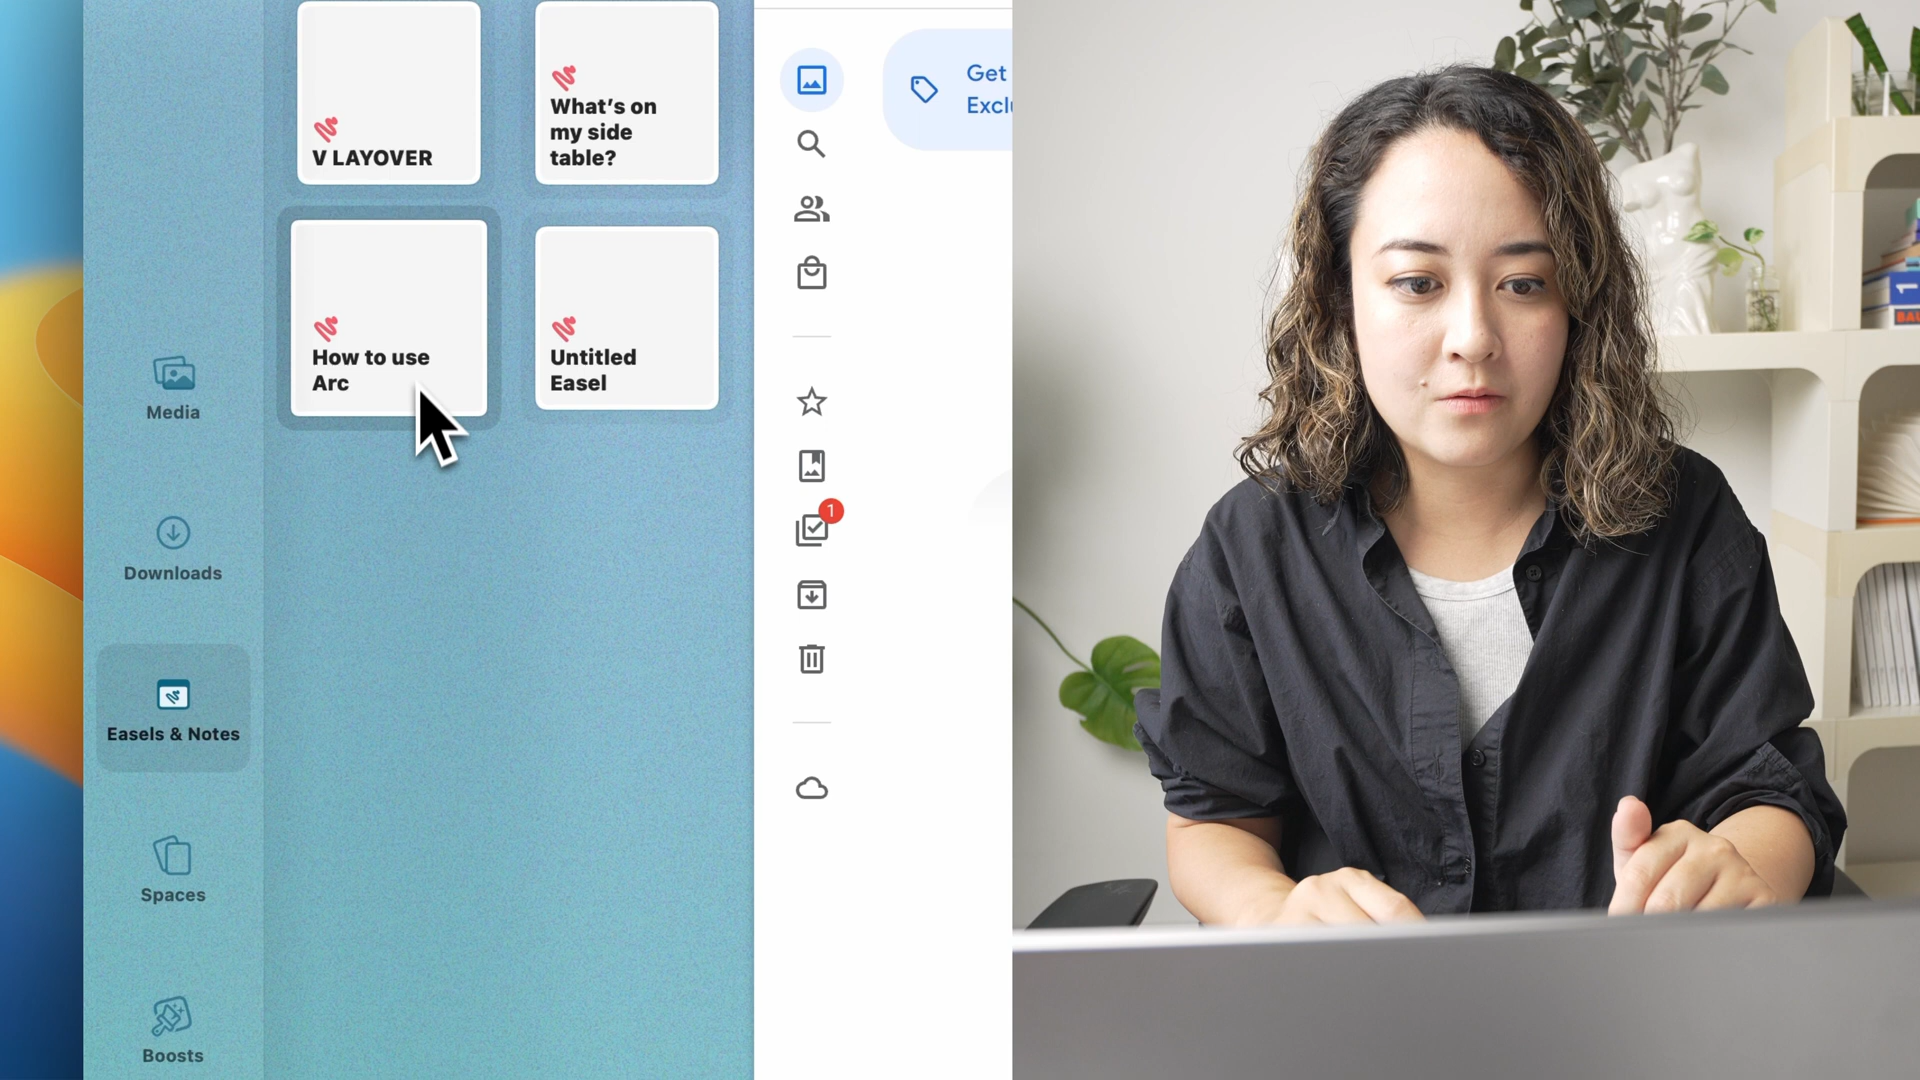 V LAYOVER
What's on
my side
table?
How to use
Arc
Untitled
Easel
Media
Downloads
Easels & Notes
Spaces
Boosts
Get
1
1